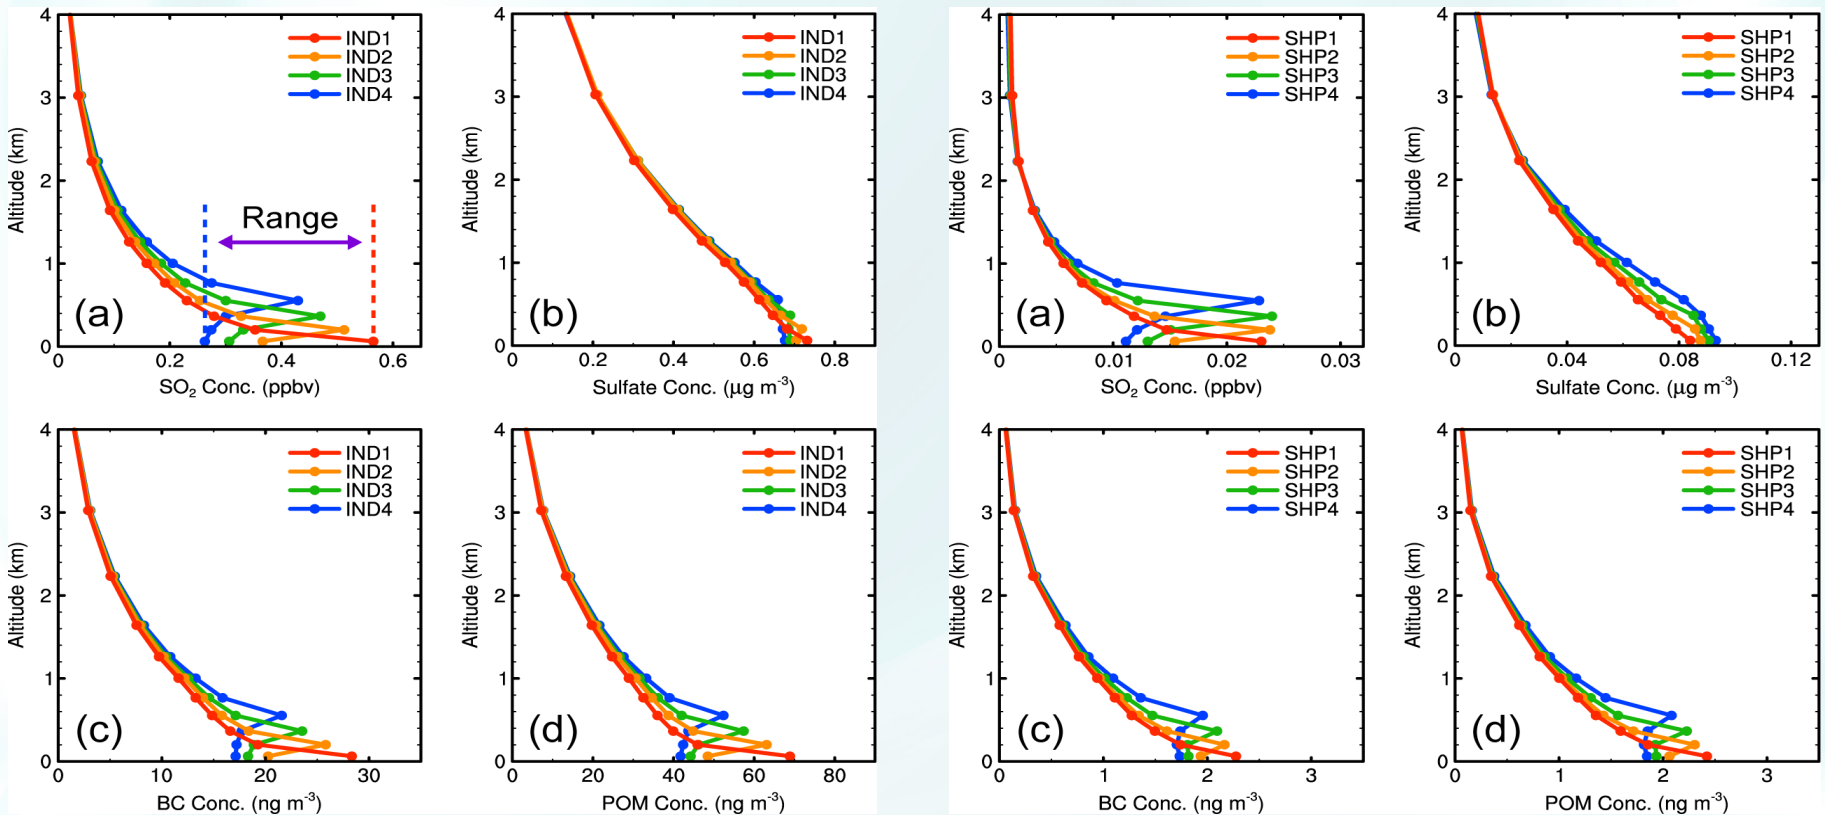 4
3
2
1
0
Altitude (km)
IND1
IND2
IND3
IND4
Range
(a)
0 0.2 0.4 0.6
SO₂ Conc. (ppbv)
4
3
2
1
0
Altitude (km)
IND1
IND2
IND3
IND4
(b)
0 0.2 0.4 0.6 0.8
Sulfate Conc. (μg m⁻³)
4
3
2
1
0
Altitude (km)
SHP1
SHP2
SHP3
SHP4
(a)
0 0.01 0.02 0.03
SO₂ Conc. (ppbv)
4
3
2
1
0
Altitude (km)
SHP1
SHP2
SHP3
SHP4
(b)
0 0.04 0.08 0.12
Sulfate Conc. (μg m⁻³)
4
3
2
1
0
Altitude (km)
IND1
IND2
IND3
IND4
(c)
0 10 20 30
BC Conc. (ng m⁻³)
4
3
2
1
0
Altitude (km)
IND1
IND2
IND3
IND4
(d)
0 20 40 60 80
POM Conc. (ng m⁻³)
4
3
2
1
0
Altitude (km)
SHP1
SHP2
SHP3
SHP4
(c)
0 1 2 3
BC Conc. (ng m⁻³)
4
3
2
1
0
Altitude (km)
SHP1
SHP2
SHP3
SHP4
(d)
0 1 2 3
POM Conc. (ng m⁻³)